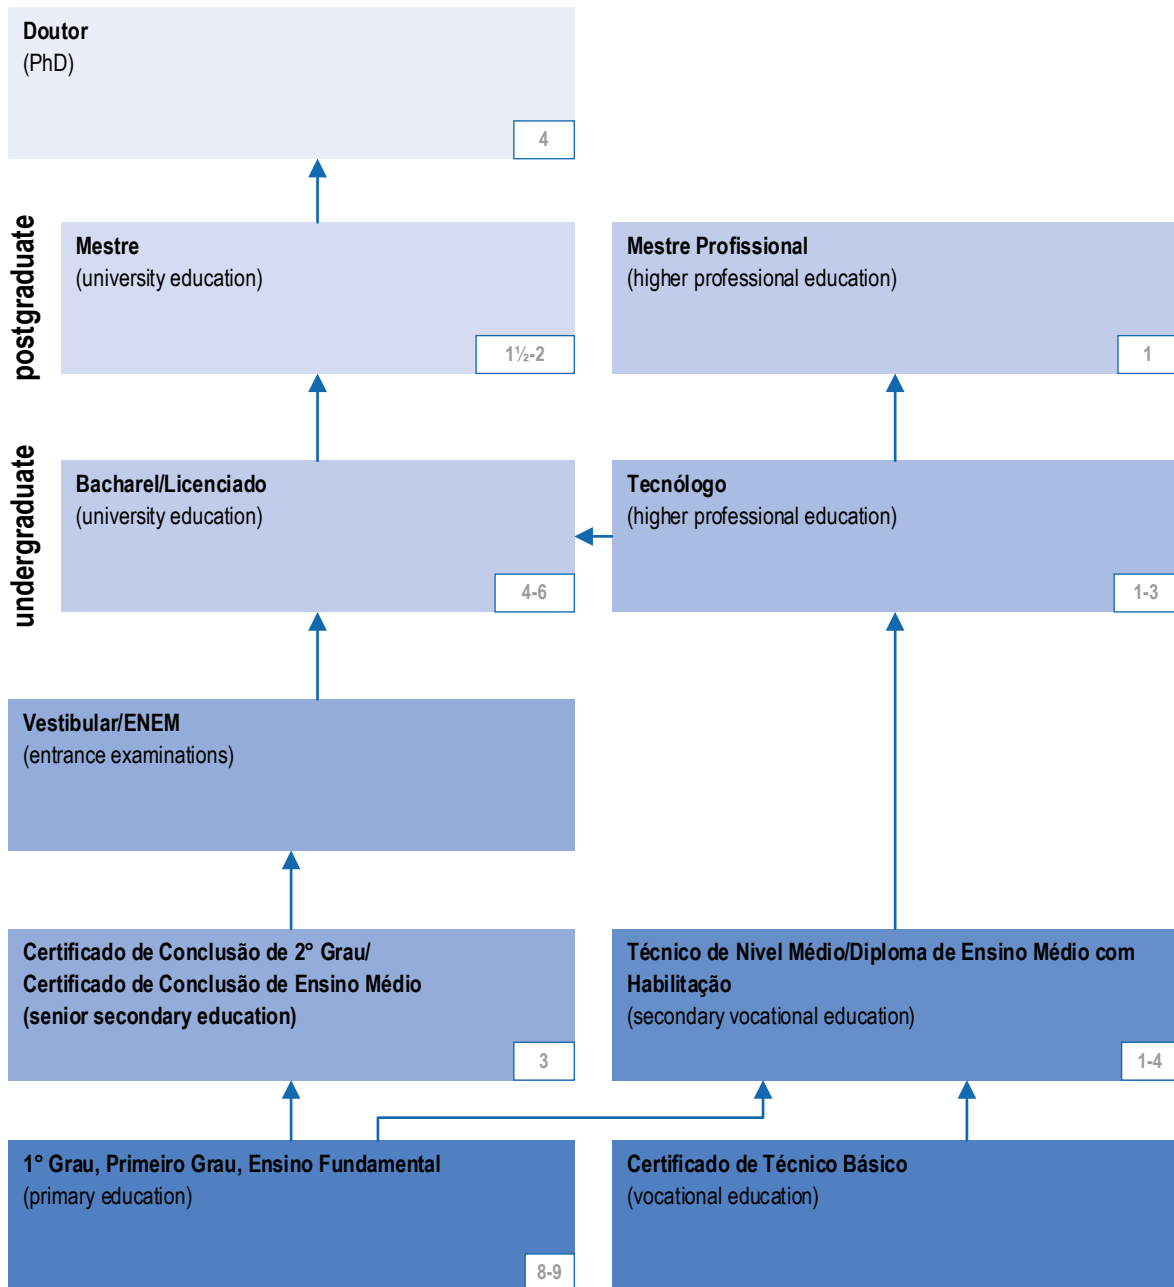 Doutor
(PhD)
4
postgraduate
Mestre
(university education)
1½-2
Mestre Profissional
(higher professional education)
1
undergraduate
Bacharel/Licenciado
(university education)
4-6
Tecnólogo
(higher professional education)
1-3
Vestibular/ENEM
(entrance examinations)
Certificado de Conclusão de 2° Grau/
Certificado de Conclusão de Ensino Médio
(senior secondary education)
3
Técnico de Nivel Médio/Diploma de Ensino Médio com
Habilitação
(secondary vocational education)
1-4
1° Grau, Primeiro Grau, Ensino Fundamental
(primary education)
8-9
Certificado de Técnico Básico
(vocational education)